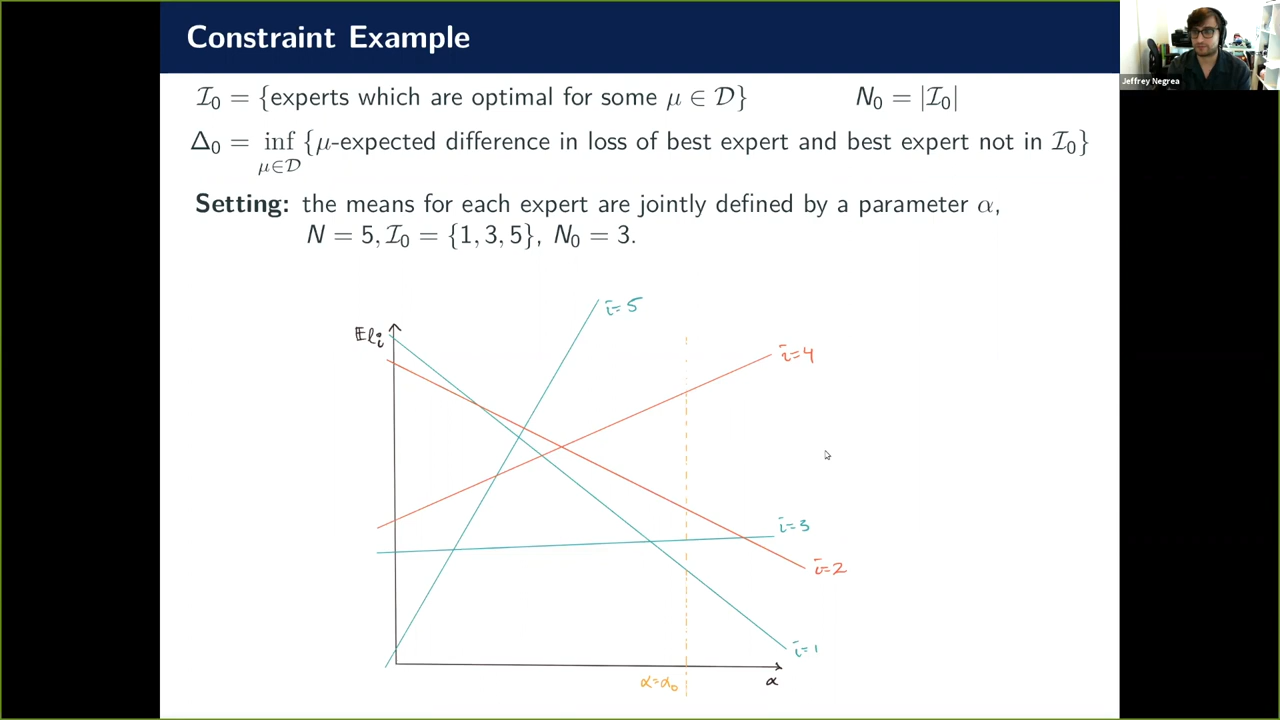 Constraint Example
Jeffrey Negrea
I₀ = {experts which are optimal for some μ ∈ D} N₀ = |I₀|
Δ₀ = inf {μ-expected difference in loss of best expert and best expert not in I₀}
μ∈D
Setting: the means for each expert are jointly defined by a parameter α,
N = 5, I₀ = {1, 3, 5}, N₀ = 3.
i=5
𝔼ℓᵢ
i=4
i=3
i=2
i=1
α=α₀
α